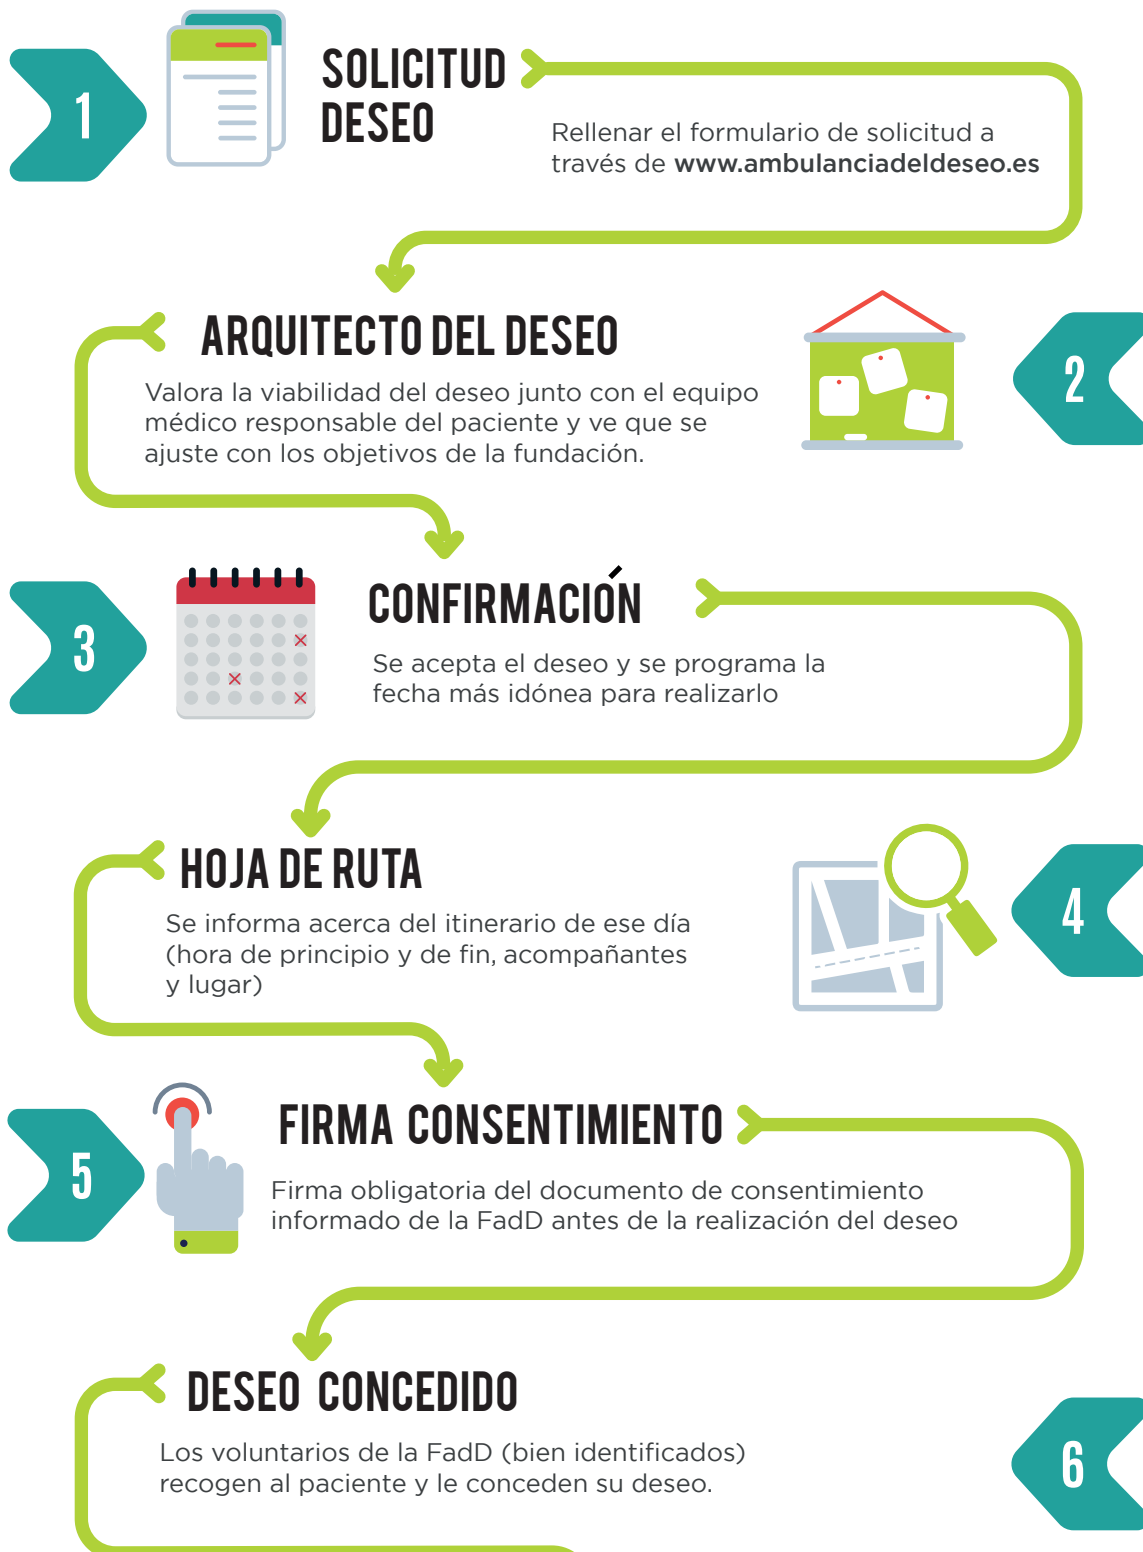 1
SOLICITUD
DESEO
Rellenar el formulario de solicitud a
través de www.ambulanciadeldeseo.es
ARQUITECTO DEL DESEO
2
Valora la viabilidad del deseo junto con el equipo
médico responsable del paciente y ve que se
ajuste con los objetivos de la fundación.
3
CONFIRMACIÓN
Se acepta el deseo y se programa la
fecha más idónea para realizarlo
HOJA DE RUTA
4
Se informa acerca del itinerario de ese día
(hora de principio y de fin, acompañantes
y lugar)
5
FIRMA CONSENTIMIENTO
Firma obligatoria del documento de consentimiento
informado de la FadD antes de la realización del deseo
DESEO CONCEDIDO
6
Los voluntarios de la FadD (bien identificados)
recogen al paciente y le conceden su deseo.